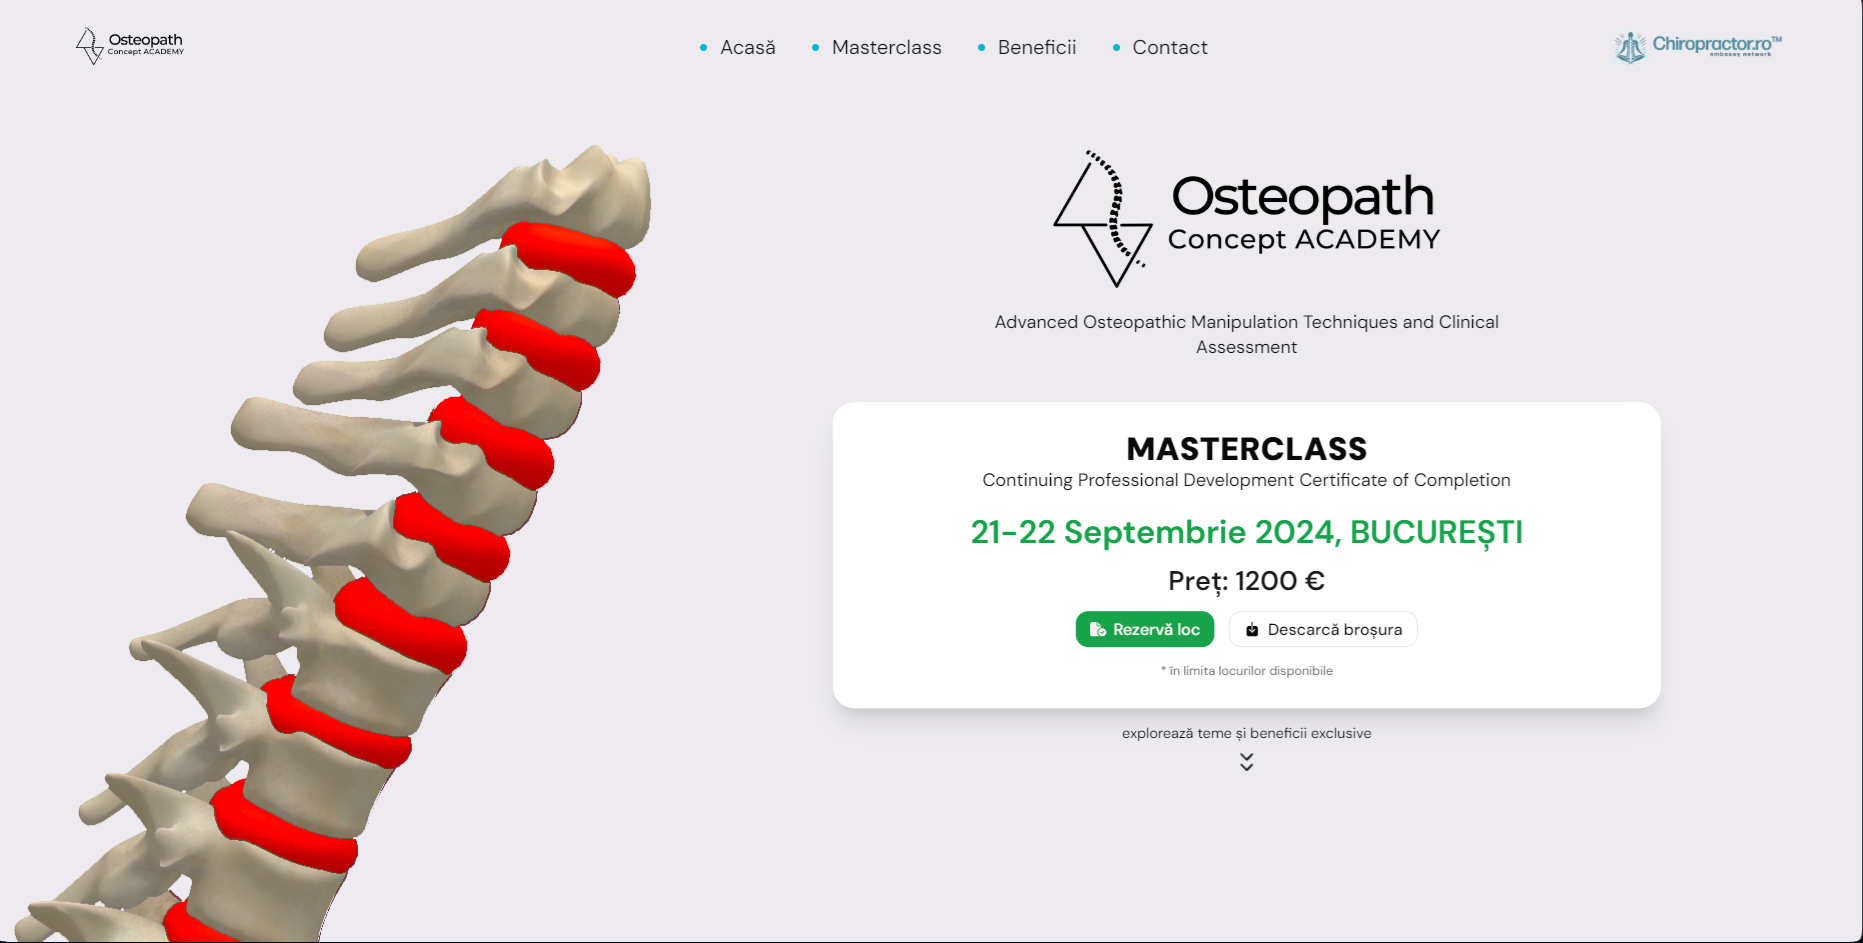 Osteopath
Concept ACADEMY
Acasă
Masterclass
Beneficii
Contact
Chiropractor.ro™
embassy network
Osteopath
Concept ACADEMY
Advanced Osteopathic Manipulation Techniques and Clinical
Assessment
MASTERCLASS
Continuing Professional Development Certificate of Completion
21-22 Septembrie 2024, BUCUREȘTI
Preț: 1200 €
Rezervă loc
Descarcă broșura
* în limita locurilor disponibile
explorează teme și beneficii exclusive